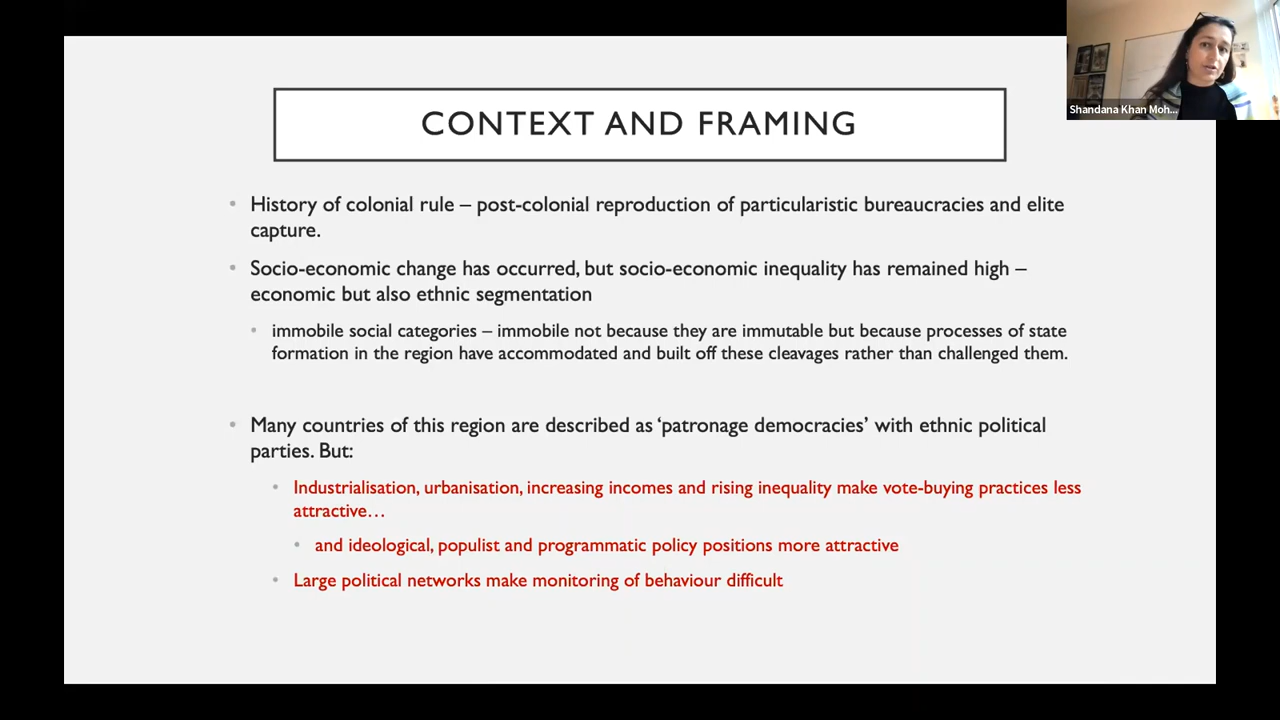 CONTEXT AND FRAMING
Shandana Khan Moh...
• History of colonial rule – post-colonial reproduction of particularistic bureaucracies and elite
capture.
• Socio-economic change has occurred, but socio-economic inequality has remained high –
economic but also ethnic segmentation
• immobile social categories – immobile not because they are immutable but because processes of state
formation in the region have accommodated and built off these cleavages rather than challenged them.
• Many countries of this region are described as ‘patronage democracies’ with ethnic political
parties. But:
• Industrialisation, urbanisation, increasing incomes and rising inequality make vote-buying practices less
attractive…
• and ideological, populist and programmatic policy positions more attractive
• Large political networks make monitoring of behaviour difficult